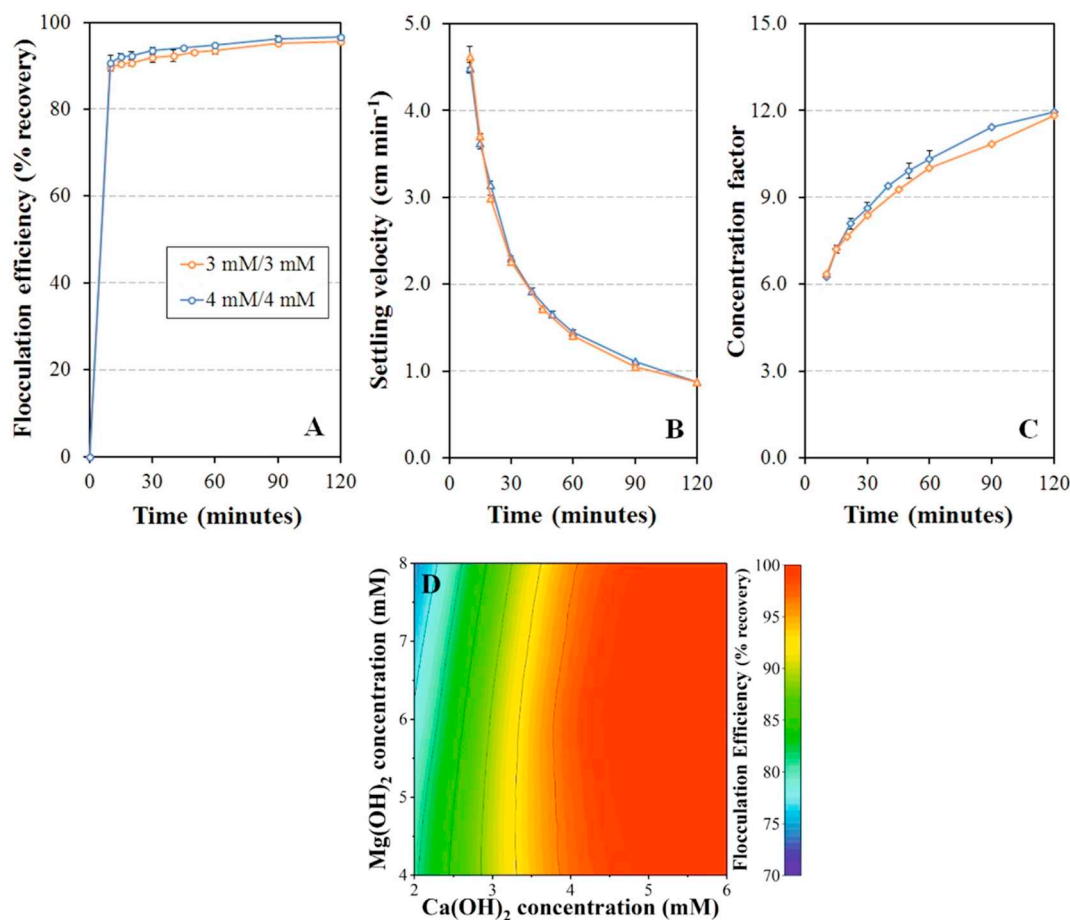 100
80
60
40
20
0
Flocculation efficiency (% recovery)
3 mM/3 mM
4 mM/4 mM
A
0 30 60 90 120
Time (minutes)
5.0
4.0
3.0
2.0
1.0
0.0
Settling velocity (cm min⁻¹)
B
0 30 60 90 120
Time (minutes)
15.0
12.0
9.0
6.0
3.0
0.0
Concentration factor
C
0 30 60 90 120
Time (minutes)
D
8
7
6
5
4
Mg(OH)₂ concentration (mM)
2 3 4 5 6
Ca(OH)₂ concentration (mM)
100
95
90
85
80
75
70
Flocculation Efficiency (% recovery)